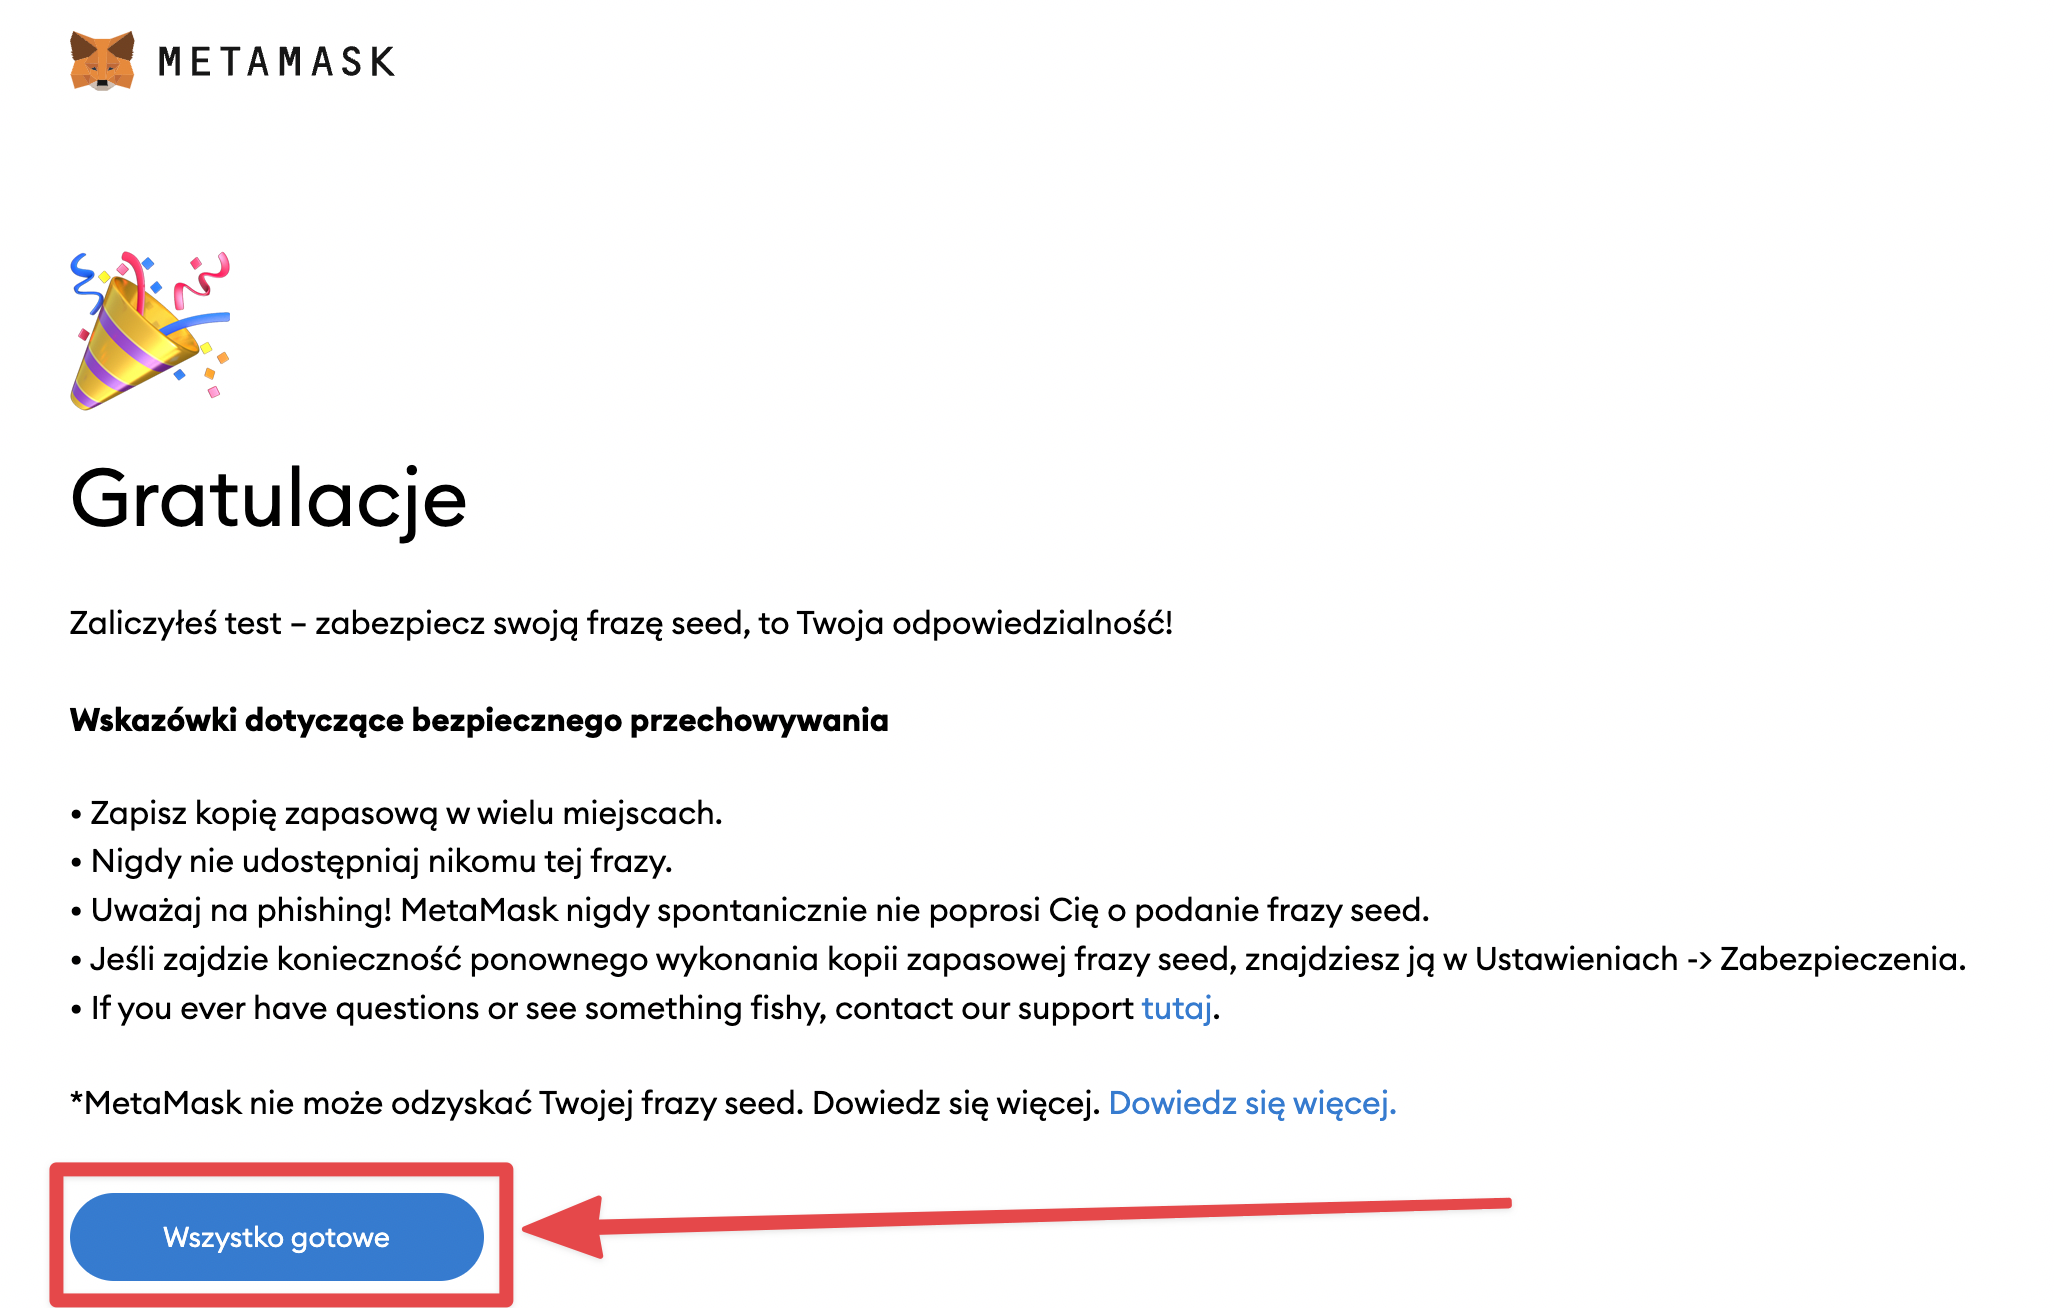 METAMASK
Gratulacje
Zaliczyłeś test – zabezpiecz swoją frazę seed, to Twoja odpowiedzialność!
Wskazówki dotyczące bezpiecznego przechowywania
• Zapisz kopię zapasową w wielu miejscach.
• Nigdy nie udostępniaj nikomu tej frazy.
• Uważaj na phishing! MetaMask nigdy spontanicznie nie poprosi Cię o podanie frazy seed.
• Jeśli zajdzie konieczność ponownego wykonania kopii zapasowej frazy seed, znajdziesz ją w Ustawieniach -> Zabezpieczenia.
• If you ever have questions or see something fishy, contact our support tutaj.
*MetaMask nie może odzyskać Twojej frazy seed. Dowiedz się więcej. Dowiedz się więcej.
Wszystko gotowe